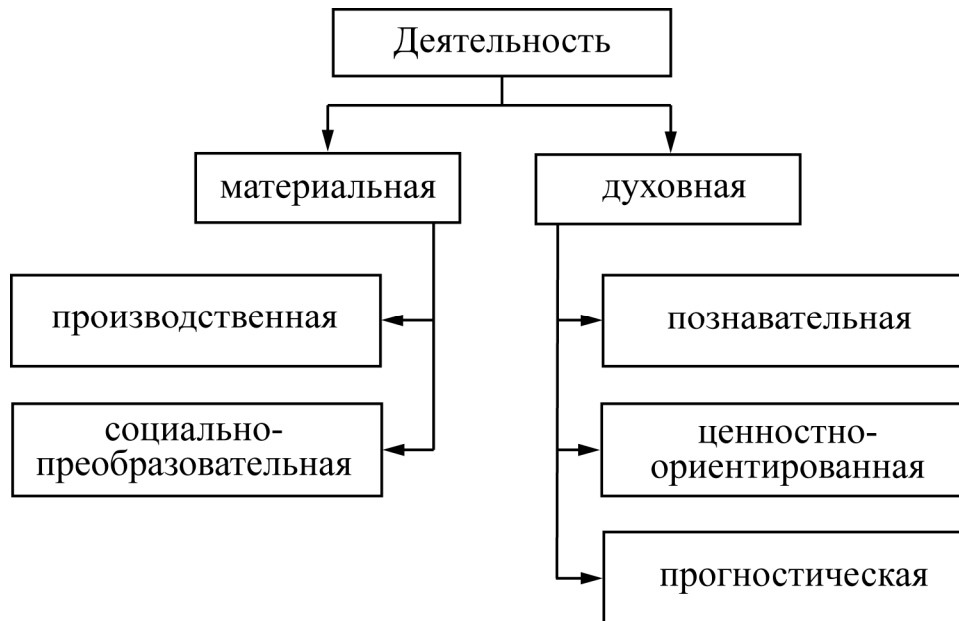 Деятельность
материальная
духовная
производственная
познавательная
социально-
преобразовательная
ценностно-
ориентированная
прогностическая